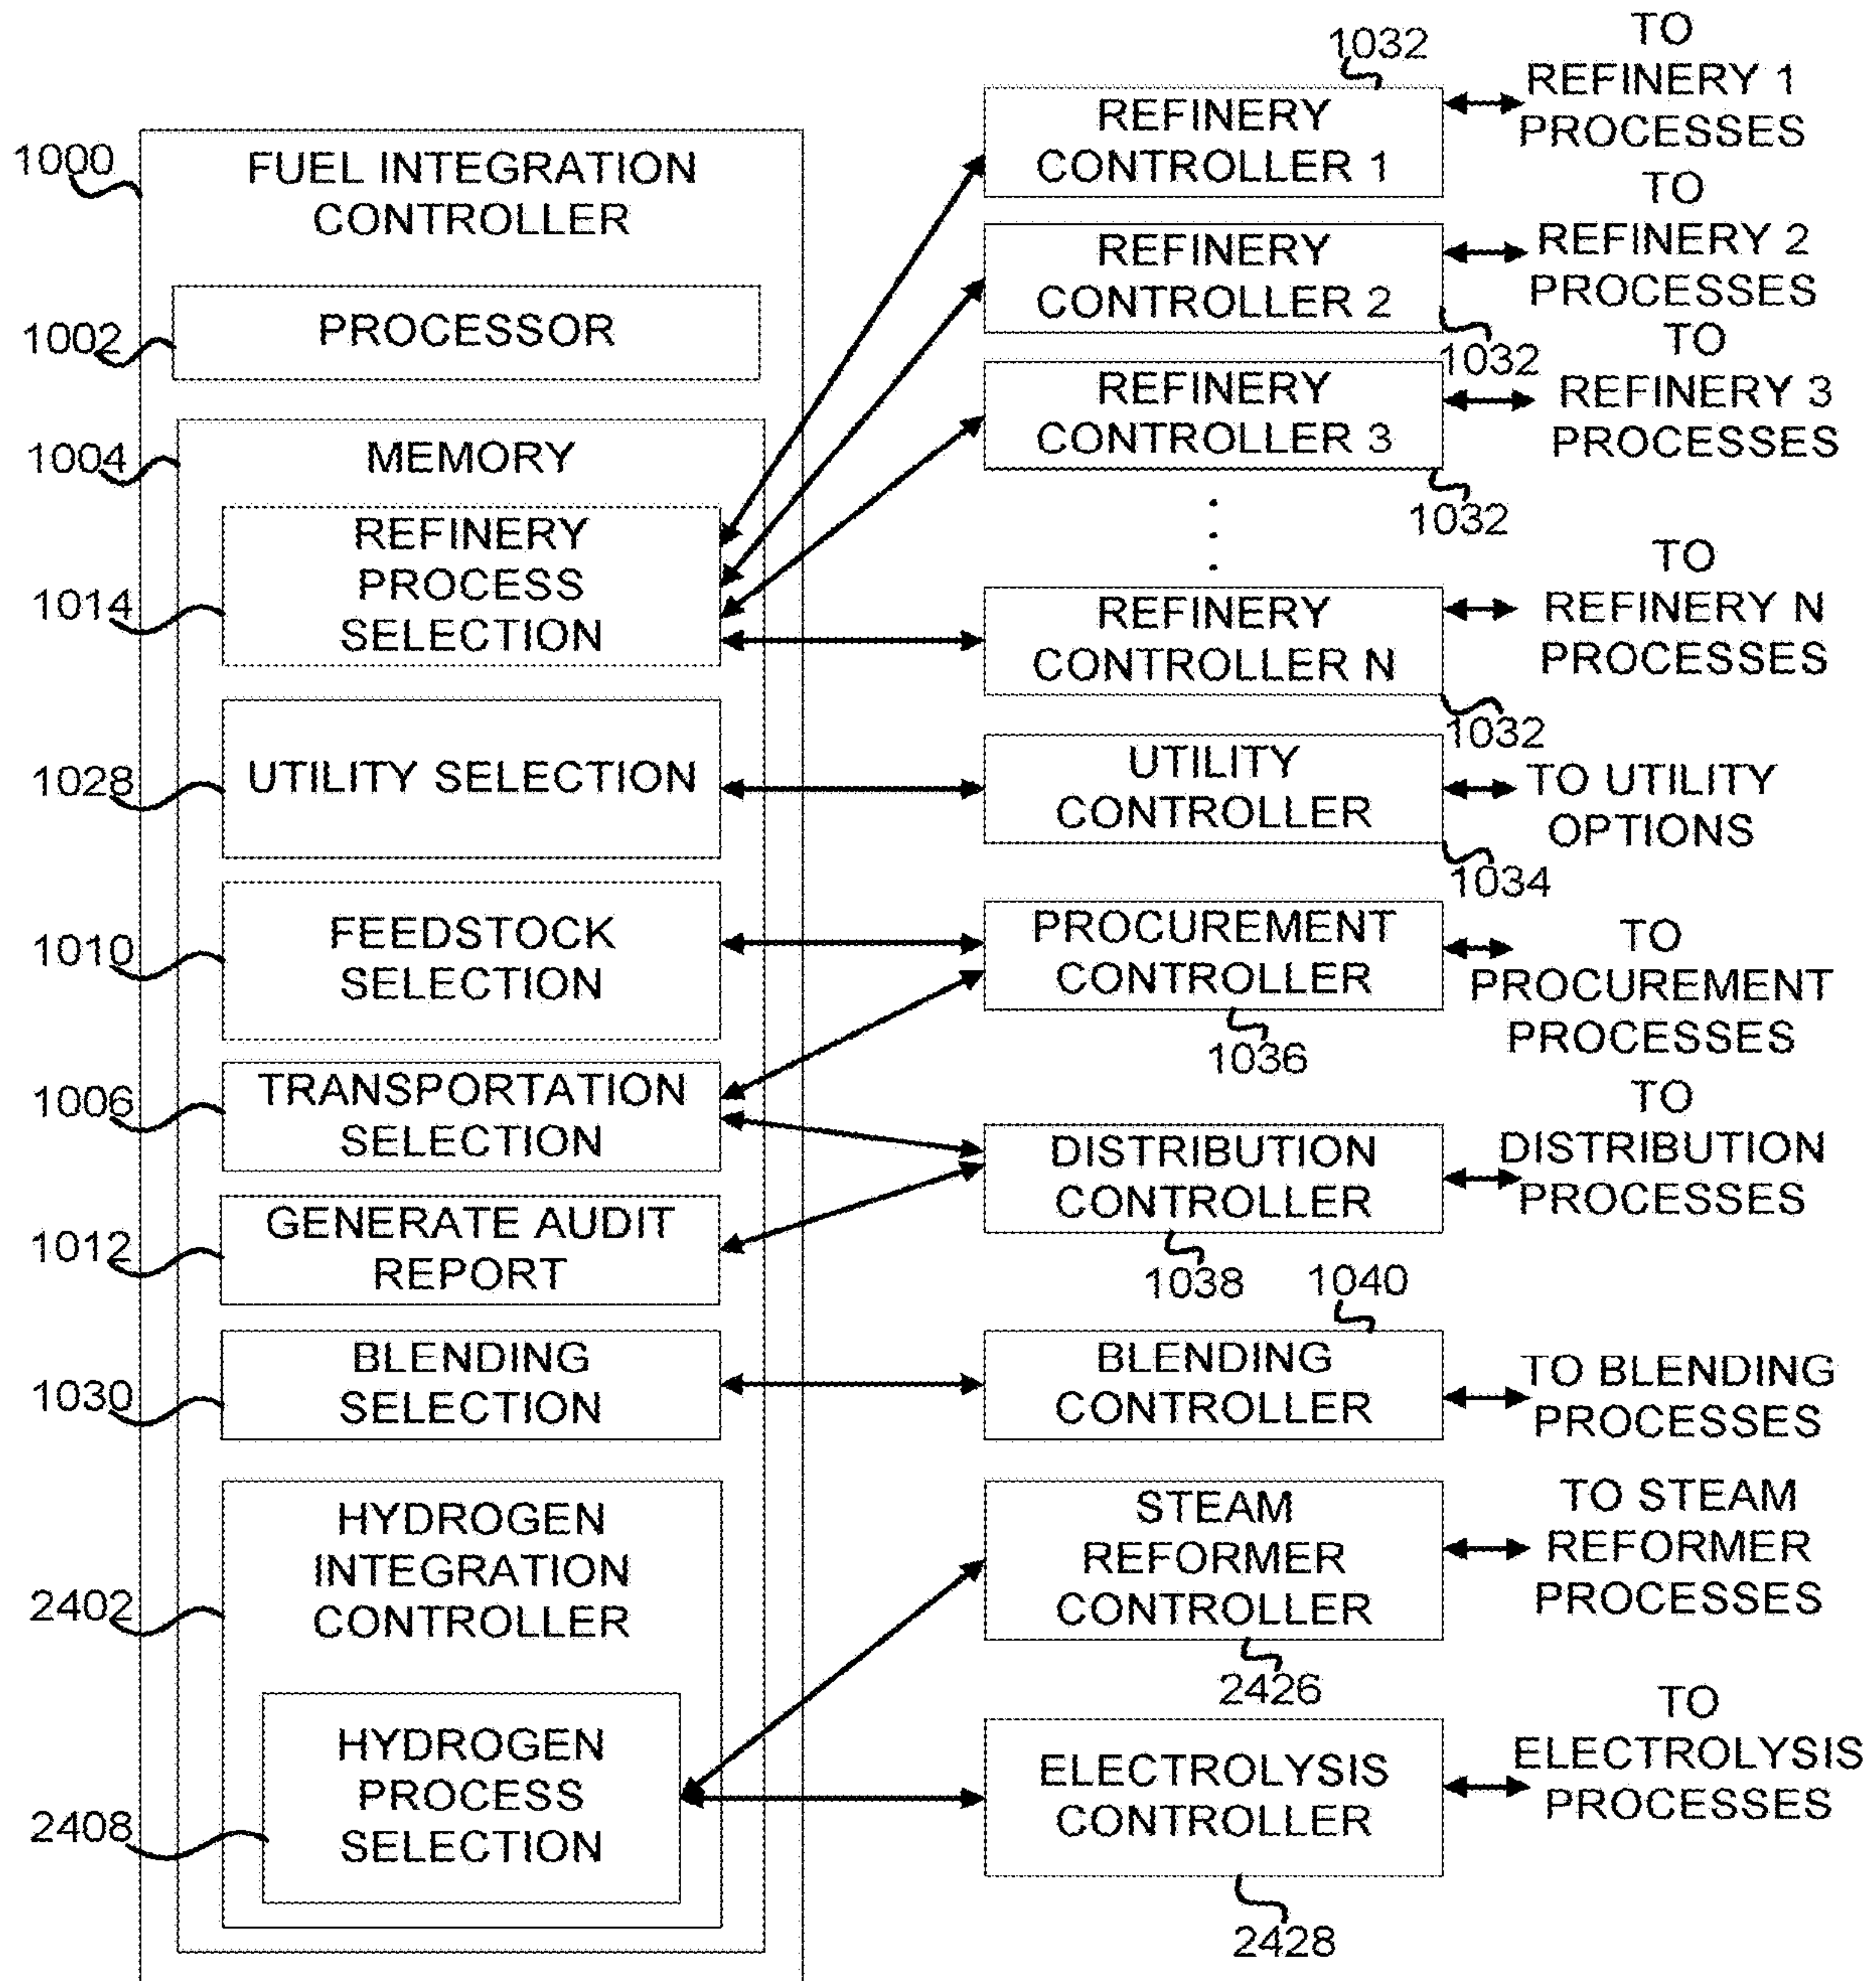 1000
FUEL INTEGRATION
CONTROLLER
1002
PROCESSOR
1004
MEMORY
1014
REFINERY
PROCESS
SELECTION
1028
UTILITY SELECTION
1010
FEEDSTOCK
SELECTION
1006
TRANSPORTATION
SELECTION
1012
GENERATE AUDIT
REPORT
1030
BLENDING
SELECTION
2402
HYDROGEN
INTEGRATION
CONTROLLER
2408
HYDROGEN
PROCESS
SELECTION
1032
REFINERY
CONTROLLER 1
TO
REFINERY 1
PROCESSES
REFINERY
CONTROLLER 2
1032
TO
REFINERY 2
PROCESSES
REFINERY
CONTROLLER 3
1032
TO
REFINERY 3
PROCESSES
REFINERY
CONTROLLER N
1032
TO
REFINERY N
PROCESSES
UTILITY
CONTROLLER
1034
TO UTILITY
OPTIONS
PROCUREMENT
CONTROLLER
1036
TO
PROCUREMENT
PROCESSES
DISTRIBUTION
CONTROLLER
1038
TO
DISTRIBUTION
PROCESSES
1040
BLENDING
CONTROLLER
TO BLENDING
PROCESSES
STEAM
REFORMER
CONTROLLER
2426
TO STEAM
REFORMER
PROCESSES
ELECTROLYSIS
CONTROLLER
2428
TO
ELECTROLYSIS
PROCESSES